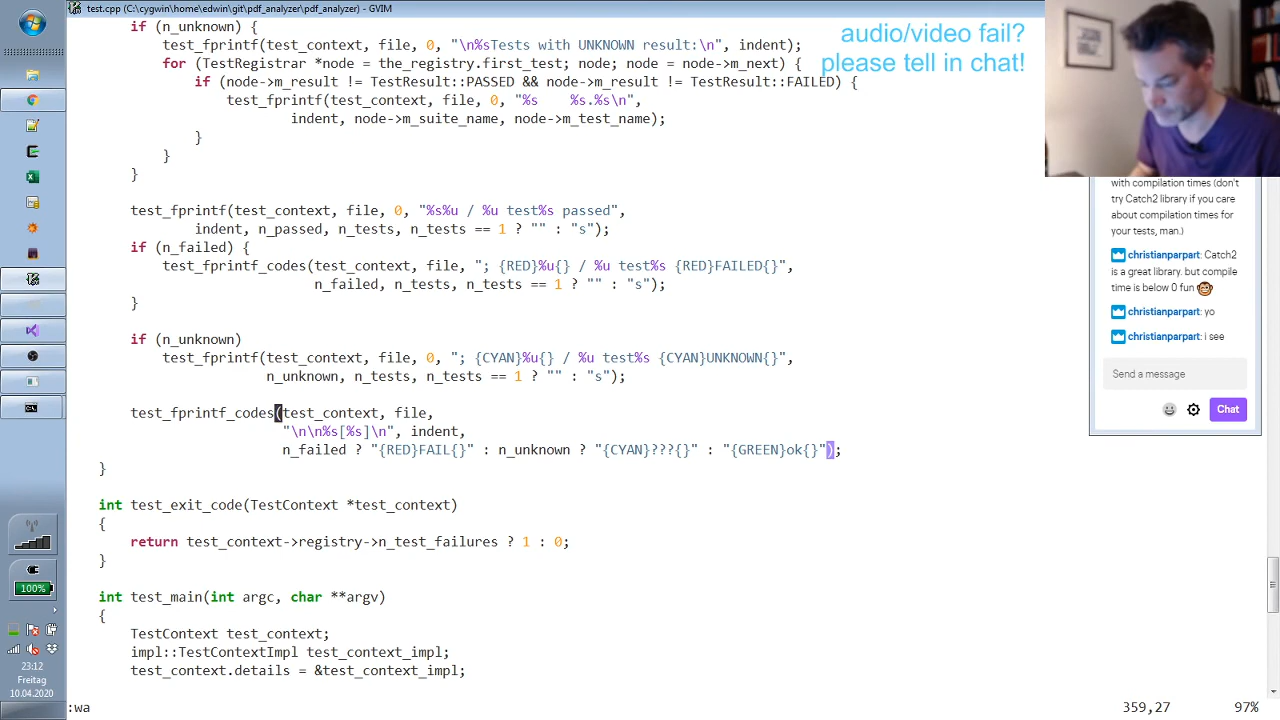 test.cpp (C:\cygwin\home\edwin\git\pdf_analyzer\pdf_analyzer) - GVIM
audio/video fail?
please tell in chat!
if (n_unknown) {
test_fprintf(test_context, file, 0, "\n%sTests with UNKNOWN result:\n", indent);
for (TestRegistrar *node = the_registry.first_test; node; node = node->m_next) {
if (node->m_result != TestResult::PASSED && node->m_result != TestResult::FAILED) {
test_fprintf(test_context, file, 0, "%s    %s.%s\n",
indent, node->m_suite_name, node->m_test_name);
}
}
}
test_fprintf(test_context, file, 0, "%s%u / %u test%s passed",
indent, n_passed, n_tests, n_tests == 1 ? "" : "s");
if (n_failed) {
test_fprintf_codes(test_context, file, "; {RED}%u{} / %u test%s {RED}FAILED{}",
n_failed, n_tests, n_tests == 1 ? "" : "s");
}
if (n_unknown)
test_fprintf(test_context, file, 0, "; {CYAN}%u{} / %u test%s {CYAN}UNKNOWN{}",
n_unknown, n_tests, n_tests == 1 ? "" : "s");
test_fprintf_codes(test_context, file,
"\n\n%s[%s]\n", indent,
n_failed ? "{RED}FAIL{}" : n_unknown ? "{CYAN}???{}" : "{GREEN}ok{}");
}
int test_exit_code(TestContext *test_context)
{
return test_context->registry->n_test_failures ? 1 : 0;
}
int test_main(int argc, char **argv)
{
TestContext test_context;
impl::TestContextImpl test_context_impl;
test_context.details = &test_context_impl;
:wa
359,27
97%
with compilation times (don't
try Catch2 library if you care
about compilation times for
your tests, man.)
christianparpart: Catch2
is a great library. but compile
time is below 0 fun
christianparpart: yo
christianparpart: i see
Send a message
Chat
100%
23:12
Freitag
10.04.2020